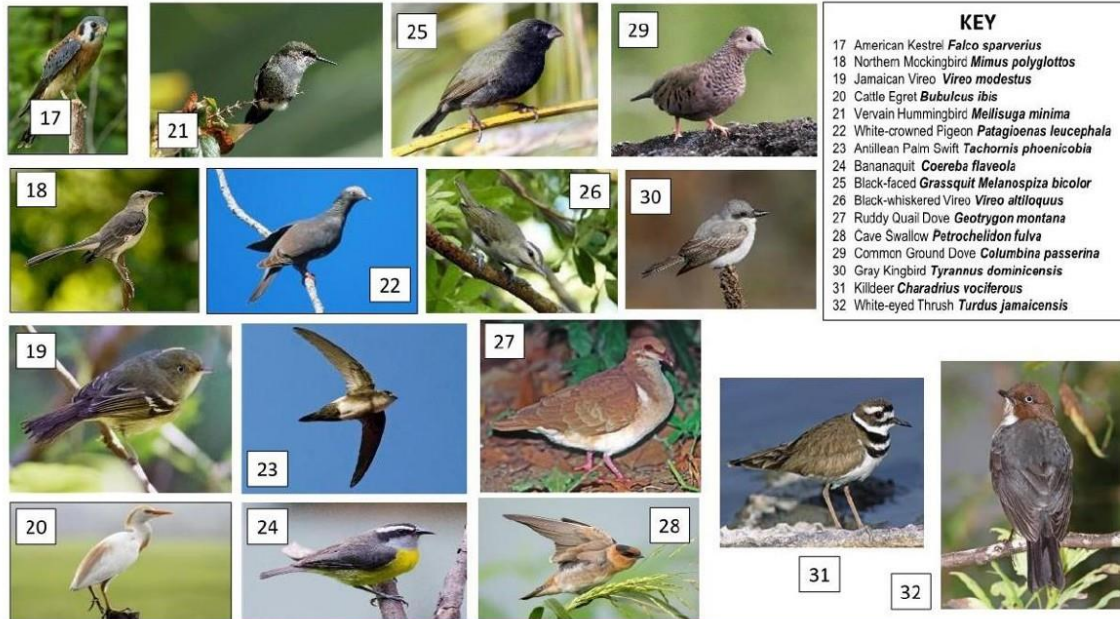 17
21
25
29
18
22
26
30
19
23
27
20
24
28
31
32
KEY
17 American Kestrel Falco sparverius
18 Northern Mockingbird Mimus polyglottos
19 Jamaican Vireo Vireo modestus
20 Cattle Egret Bubulcus ibis
21 Vervain Hummingbird Mellisuga minima
22 White-crowned Pigeon Patagioenas leucephala
23 Antillean Palm Swift Tachornis phoenicobia
24 Bananaquit Coereba flaveola
25 Black-faced Grassquit Melanospiza bicolor
26 Black-whiskered Vireo Vireo altiloquus
27 Ruddy Quail Dove Geotrygon montana
28 Cave Swallow Petrochelidon fulva
29 Common Ground Dove Columbina passerina
30 Gray Kingbird Tyrannus dominicensis
31 Killdeer Charadrius vociferous
32 White-eyed Thrush Turdus jamaicensis